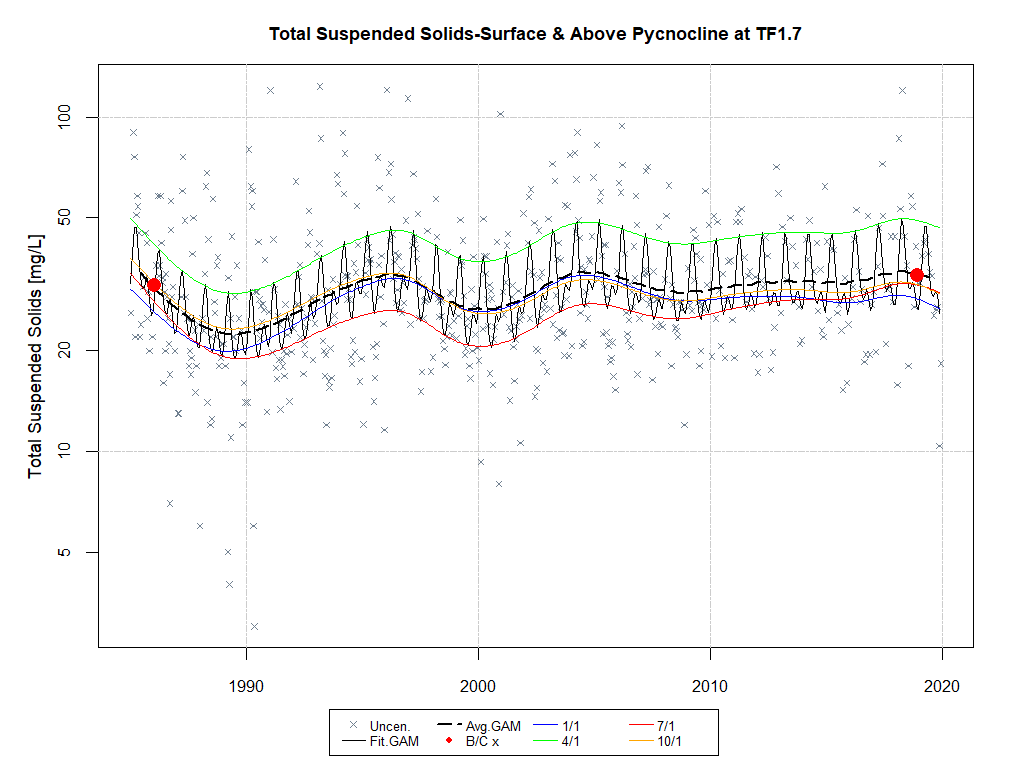 Total Suspended Solids-Surface & Above Pycnocline at TF1.7
Total Suspended Solids [mg/L]
100
50
20
10
5
1990 2000 2010 2020
Uncen. Avg.GAM 1/1 7/1
Fit.GAM B/C x 4/1 10/1